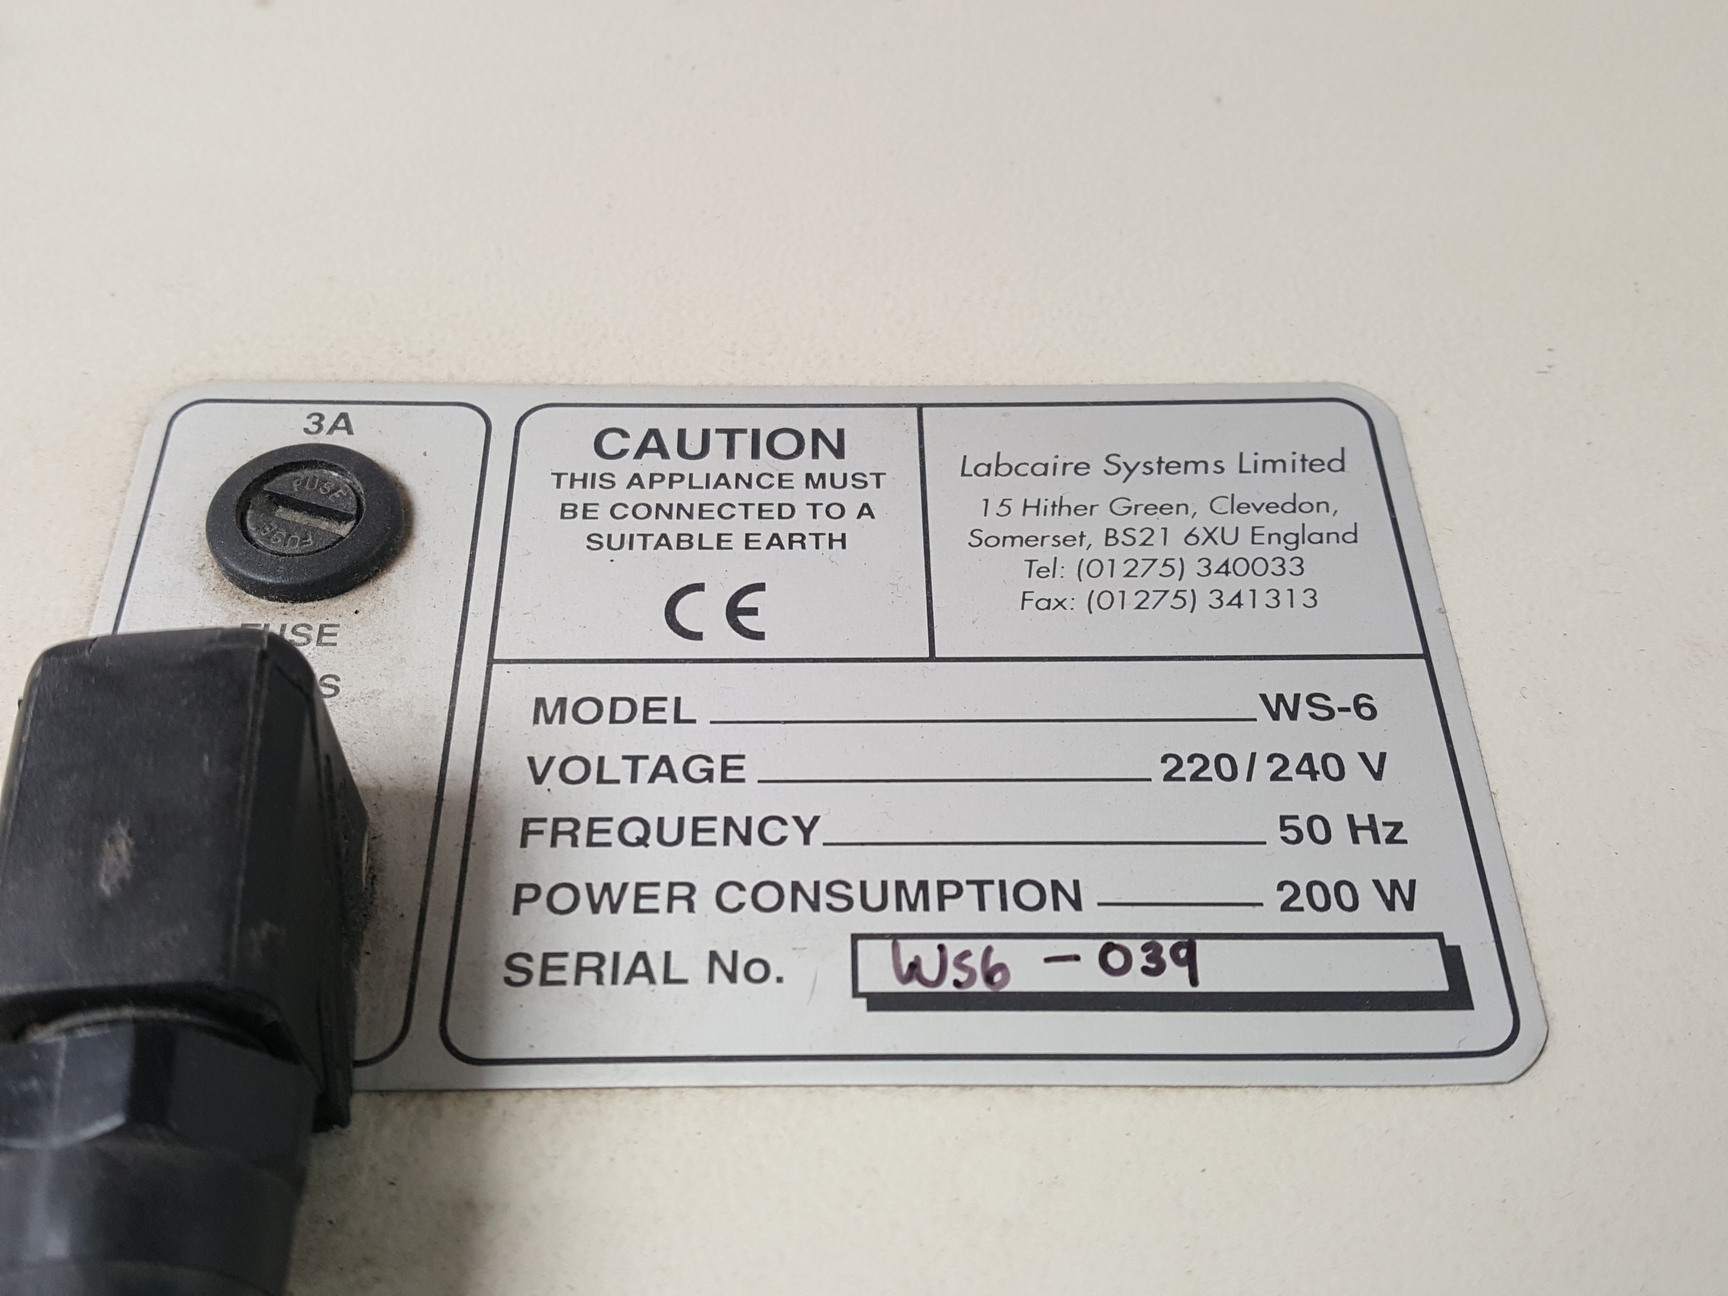 3A
FUSE
FUSE
FUSE
CAUTION
THIS APPLIANCE MUST
BE CONNECTED TO A
SUITABLE EARTH
CE
Labcaire Systems Limited
15 Hither Green, Clevedon,
Somerset, BS21 6XU England
Tel: (01275) 340033
Fax: (01275) 341313
MODEL WS-6
VOLTAGE 220/240 V
FREQUENCY 50 Hz
POWER CONSUMPTION 200 W
SERIAL No. WS6 - 039